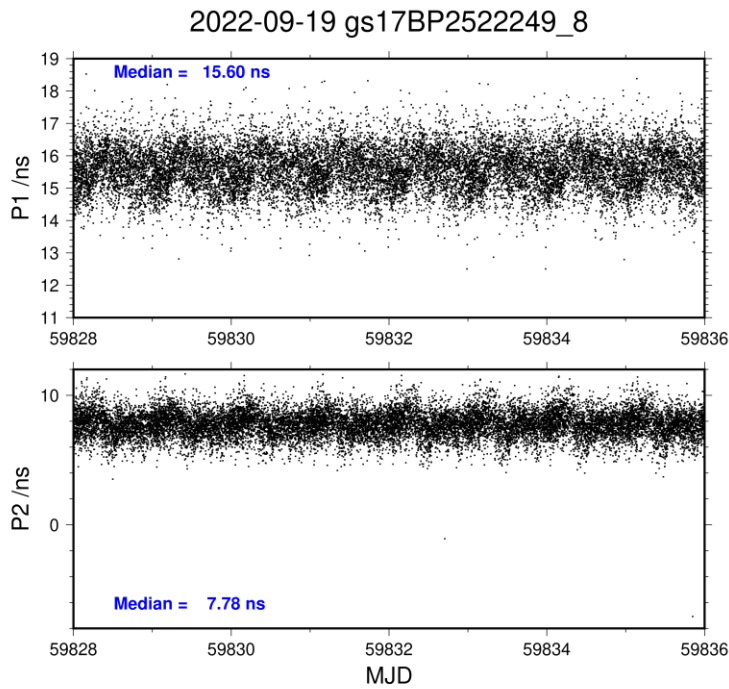 2022-09-19 gs17BP2522249_8
19
Median = 15.60 ns
18
17
16
15
14
13
12
11
P1 /ns
59828 59830 59832 59834 59836
10
0
P2 /ns
Median = 7.78 ns
59828 59830 59832 59834 59836
MJD